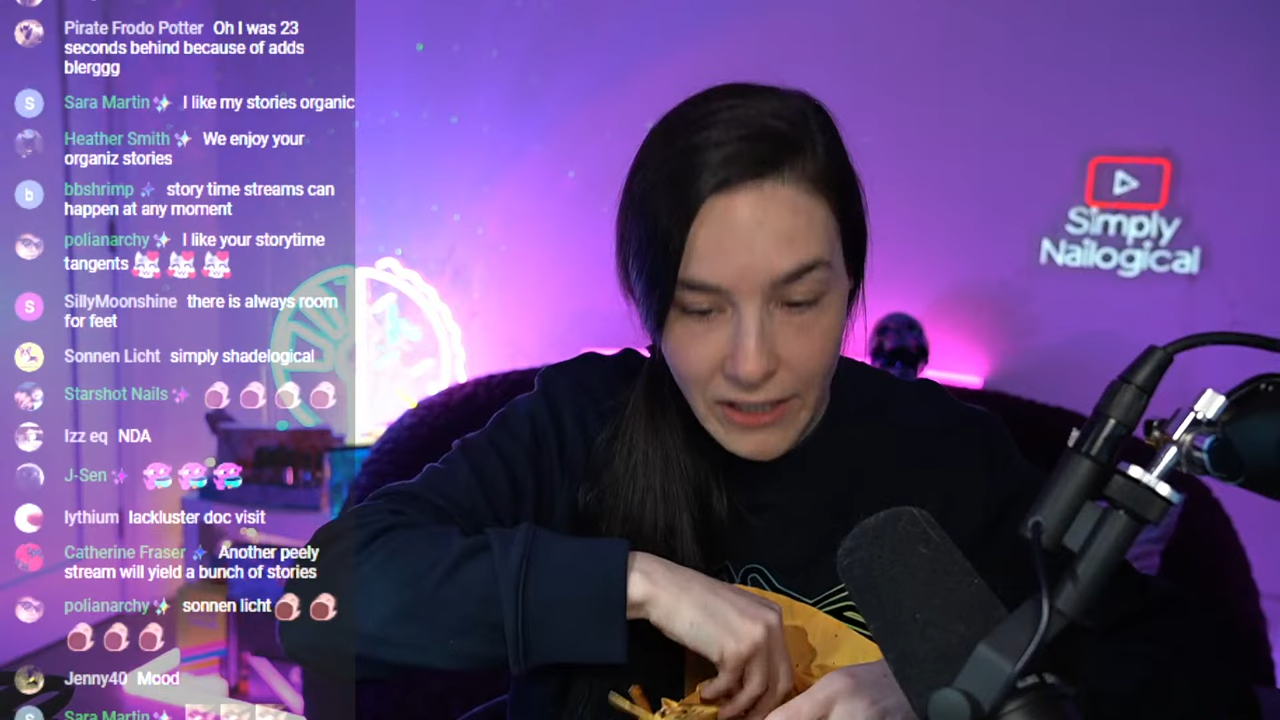 Pirate Frodo Potter Oh I was 23
seconds behind because of adds
blerggg
S Sara Martin I like my stories organic
Heather Smith We enjoy your
organiz stories
b bbshrimp story time streams can
happen at any moment
polianarchy I like your storytime
tangents
S SillyMoonshine there is always room
for feet
Sonnen Licht simply shadelogical
Starshot Nails
Izz eq NDA
J-Sen
lythium lackluster doc visit
Catherine Fraser Another peely
stream will yield a bunch of stories
polianarchy sonnen licht
Jenny40 Mood
S Sara Martin
Simply
Nailogical